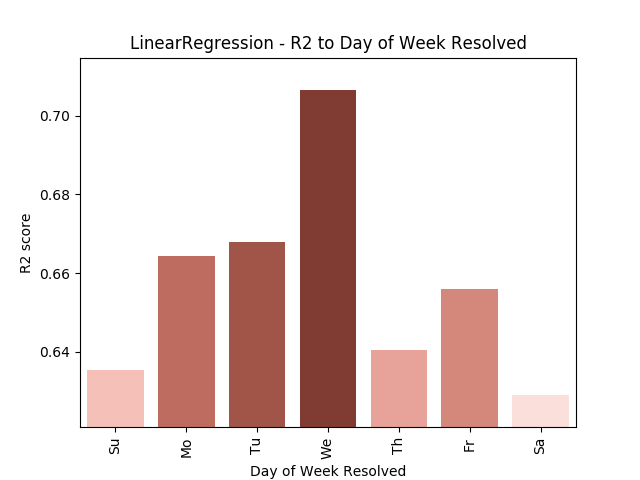 LinearRegression - R2 to Day of Week Resolved
R2 score
0.70
0.68
0.66
0.64
Su Mo Tu We Th Fr Sa
Day of Week Resolved